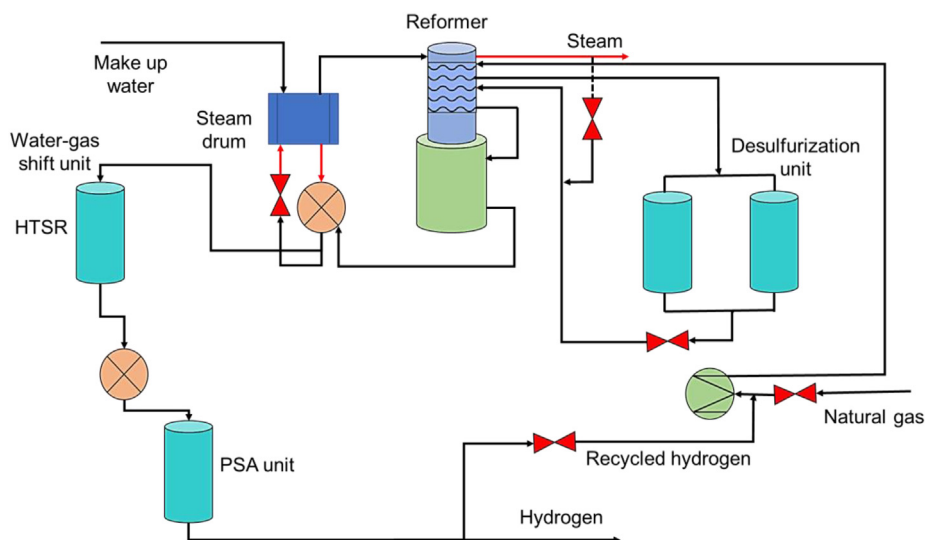 Reformer
Steam
Make up
water
Steam
drum
Water-gas
shift unit
Desulfurization
unit
HTSR
Natural gas
Recycled hydrogen
PSA unit
Hydrogen